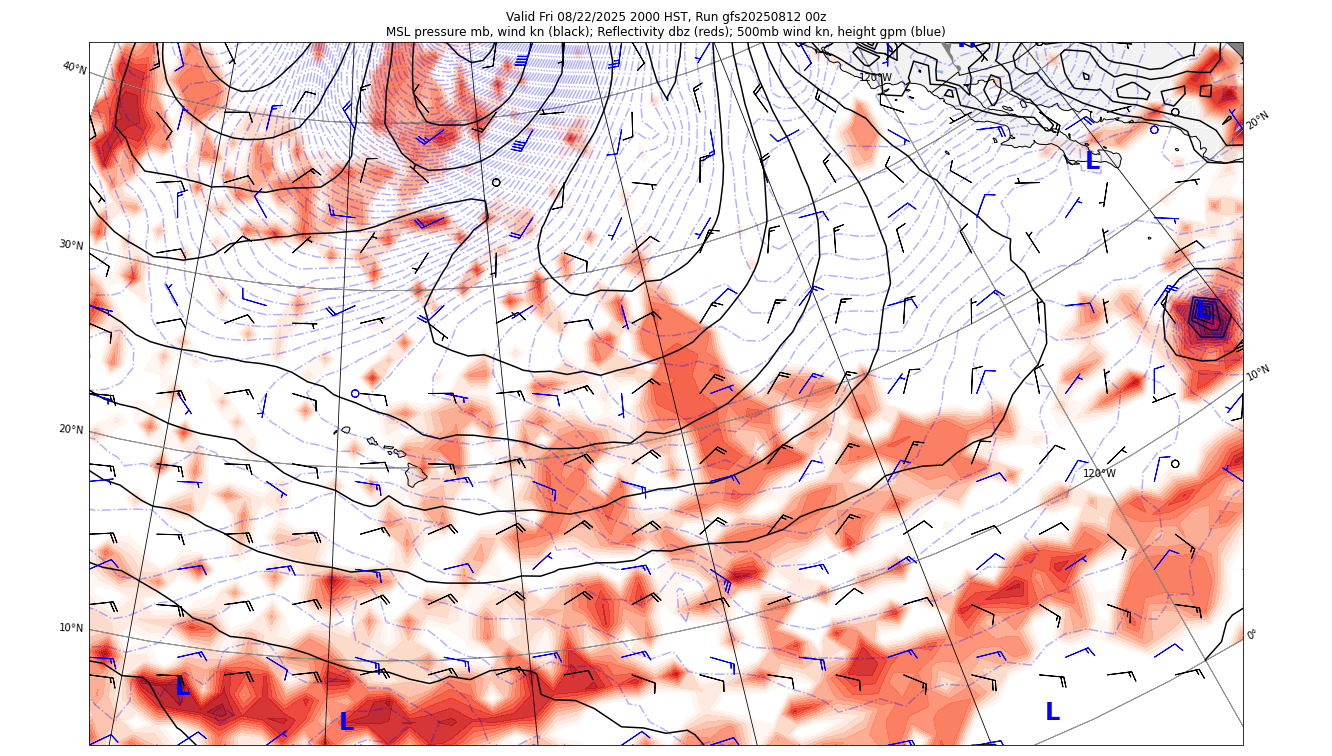 Valid Fri 08/22/2025 2000 HST, Run gfs20250812 00z
MSL pressure mb, wind kn (black); Reflectivity dbz (reds); 500mb wind kn, height gpm (blue)
40°N
120°W
20°N
L
30°N
10°N
20°N
120°W
10°N
0°
L
L
L